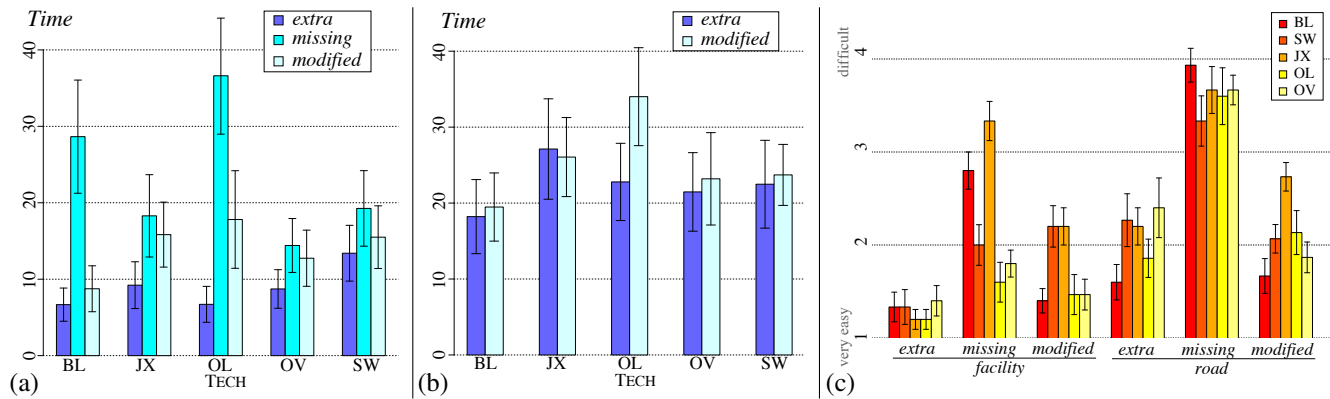 Time
extra
missing
modified
40
30
20
10
0
BL JX OL OV SW
TECH
(a)
Time
extra
modified
40
30
20
10
0
BL JX OL OV SW
TECH
(b)
BL
SW
JX
OL
OV
difficult
very easy
4
3
2
1
extra missing modified extra missing modified
facility road
(c)